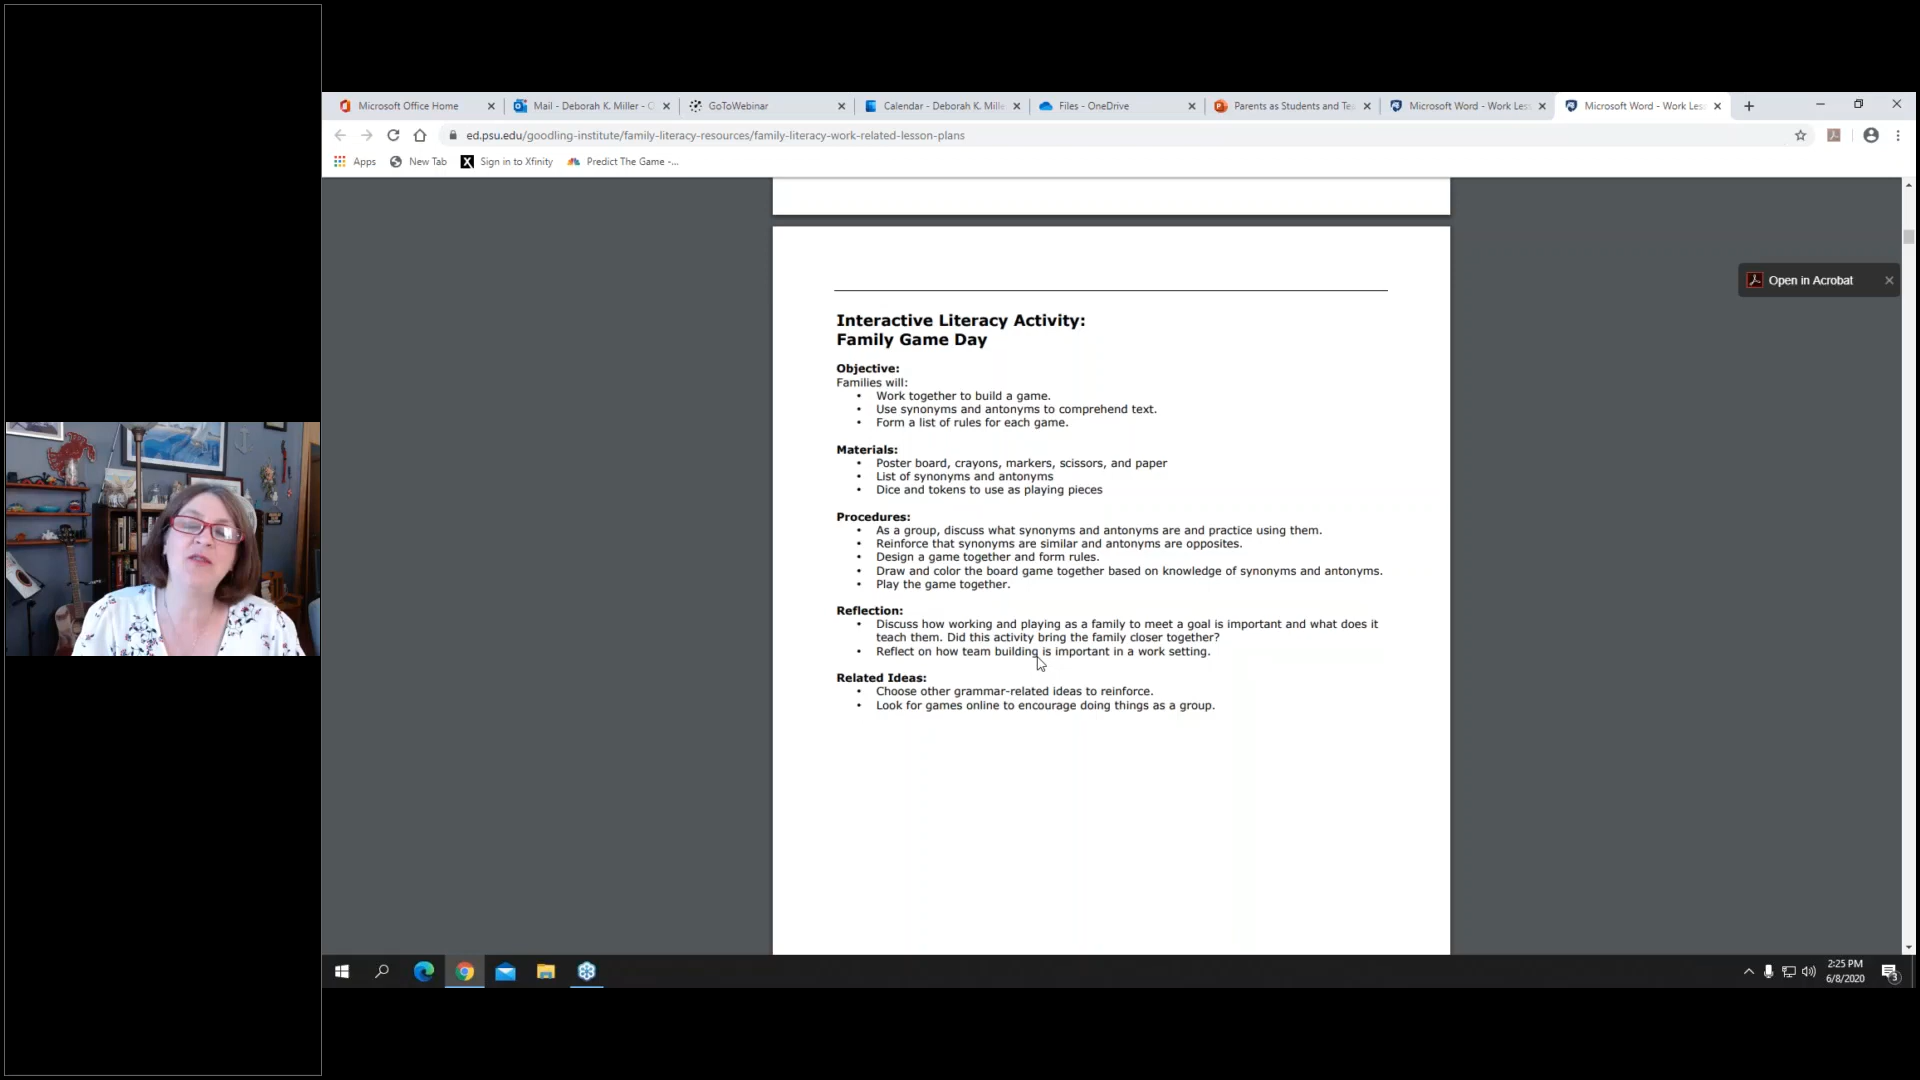 Microsoft Office Home
Mail - Deborah K. Miller -
GoToWebinar
Calendar - Deborah K. Mille
Files - OneDrive
Parents as Students and Te
Microsoft Word - Work Les
Microsoft Word - Work Les
ed.psu.edu/goodling-institute/family-literacy-resources/family-literacy-work-related-lesson-plans
Apps
New Tab
X
Sign in to Xfinity
Predict The Game -...
Open in Acrobat
Interactive Literacy Activity:
Family Game Day
Objective:
Families will:
• Work together to build a game.
• Use synonyms and antonyms to comprehend text.
• Form a list of rules for each game.
Materials:
• Poster board, crayons, markers, scissors, and paper
• List of synonyms and antonyms
• Dice and tokens to use as playing pieces
Procedures:
• As a group, discuss what synonyms and antonyms are and practice using them.
• Reinforce that synonyms are similar and antonyms are opposites.
• Design a game together and form rules.
• Draw and color the board game together based on knowledge of synonyms and antonyms.
• Play the game together.
Reflection:
• Discuss how working and playing as a family to meet a goal is important and what does it
teach them. Did this activity bring the family closer together?
• Reflect on how team building is important in a work setting.
Related Ideas:
• Choose other grammar-related ideas to reinforce.
• Look for games online to encourage doing things as a group.
2:25 PM
6/8/2020
3